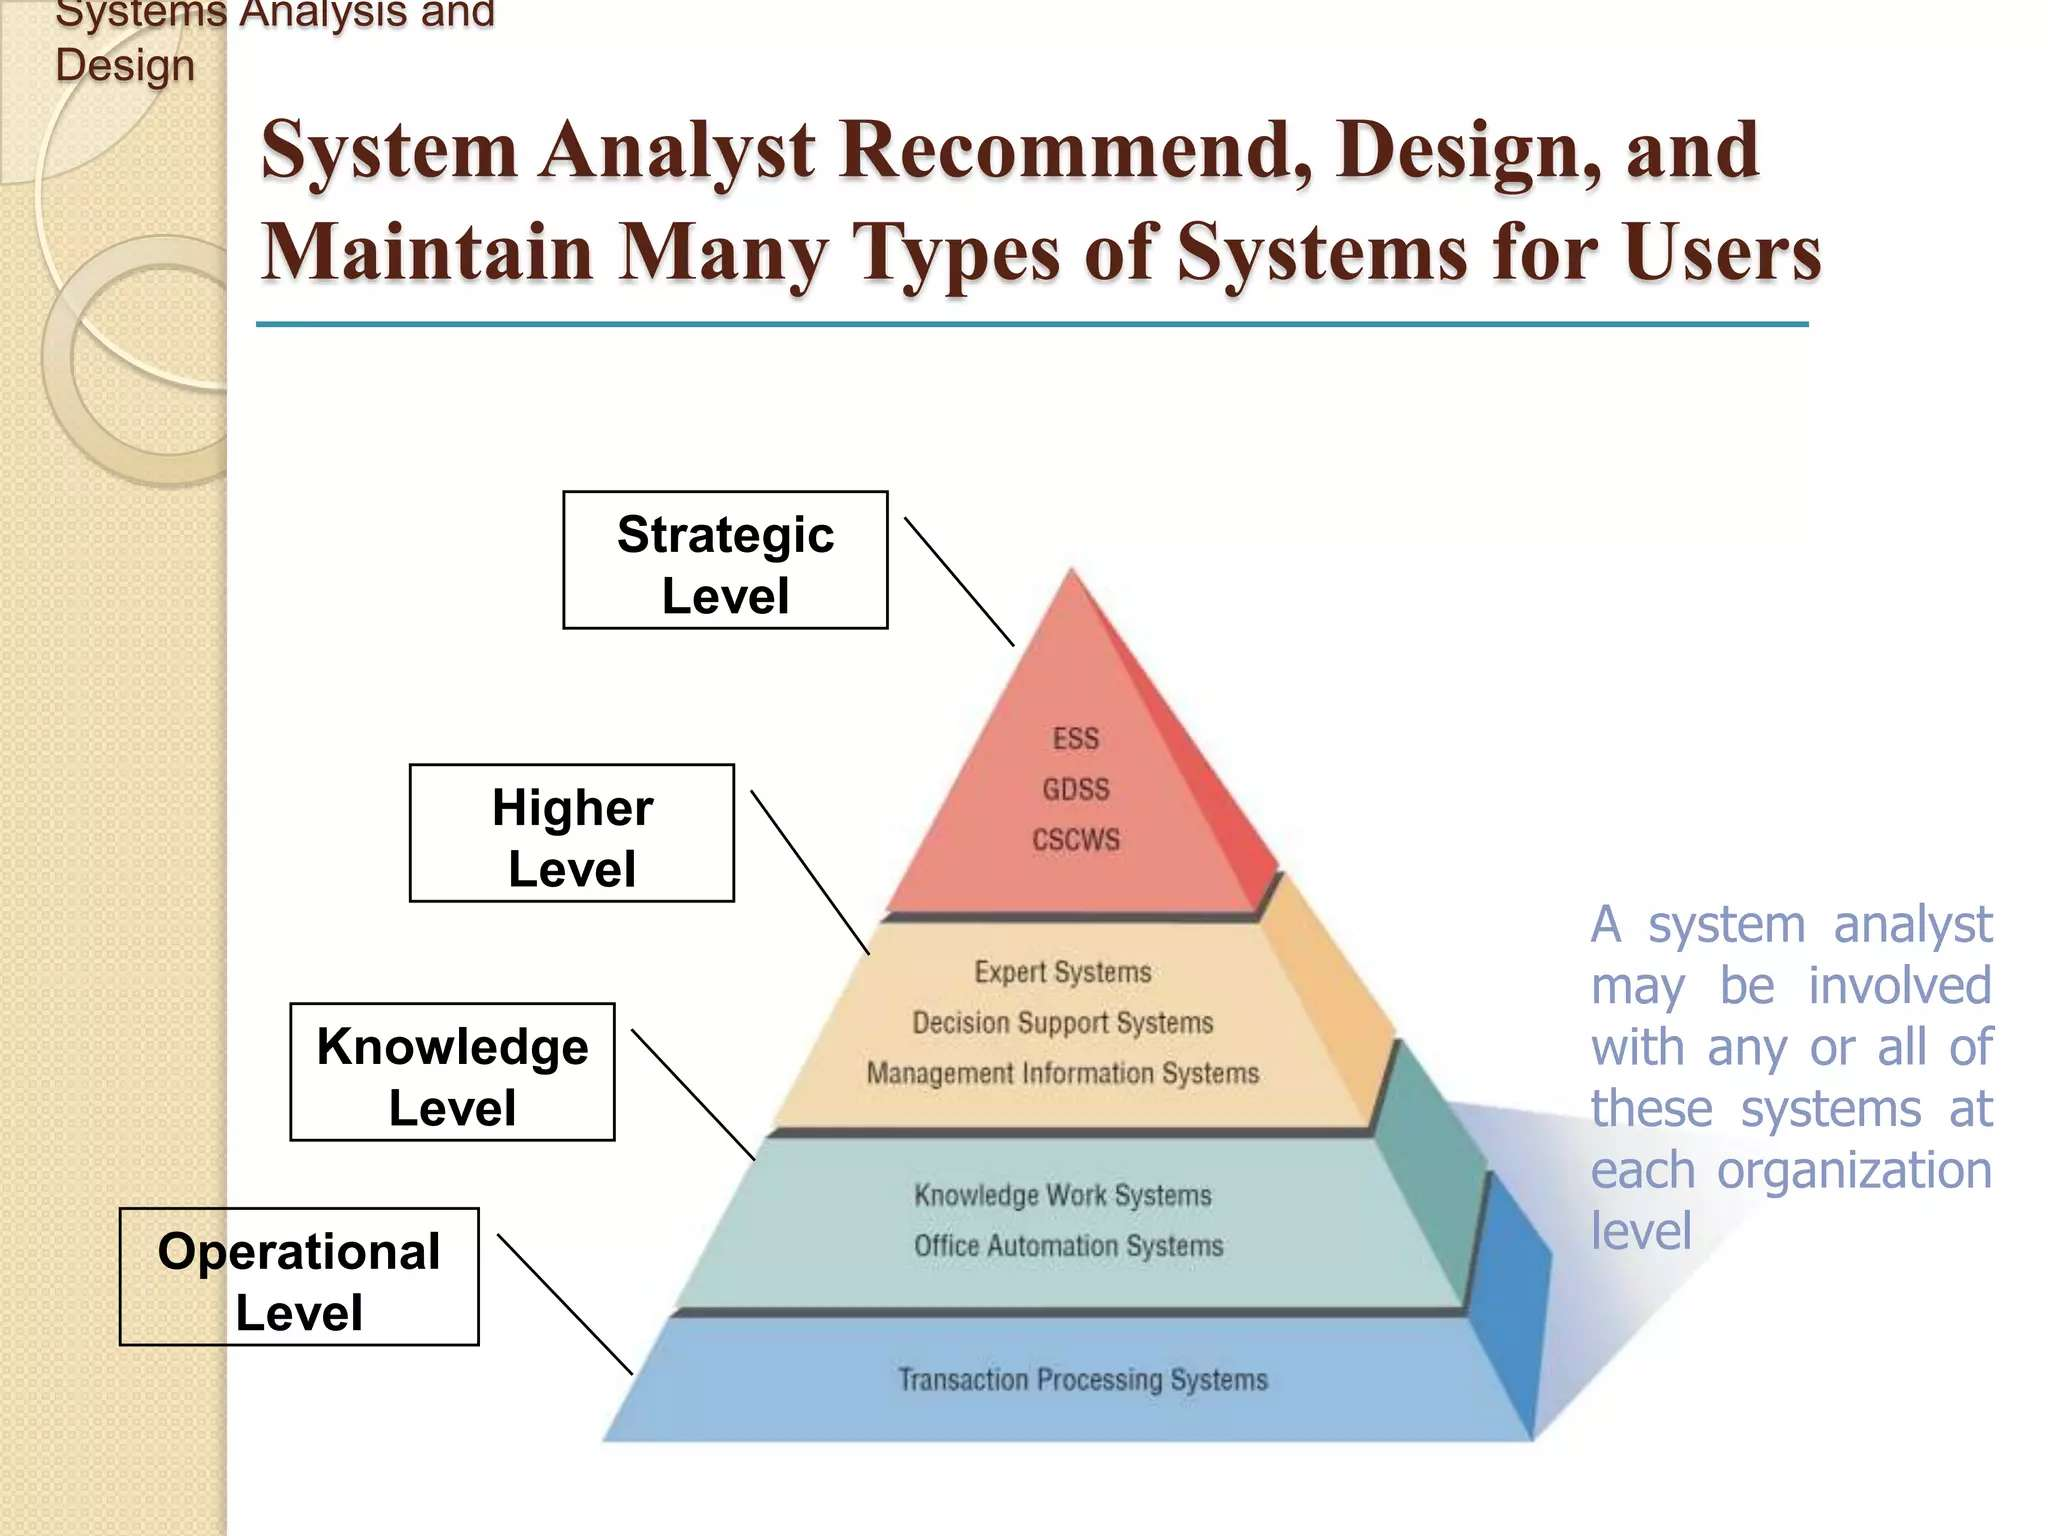 Systems Analysis and
Design
System Analyst Recommend, Design, and
Maintain Many Types of Systems for Users
Strategic
Level
Higher
Level
Knowledge
Level
Operational
Level
ESS
GDSS
CSCWS
Expert Systems
Decision Support Systems
Management Information Systems
Knowledge Work Systems
Office Automation Systems
Transaction Processing Systems
A system analyst
may be involved
with any or all of
these systems at
each organization
level